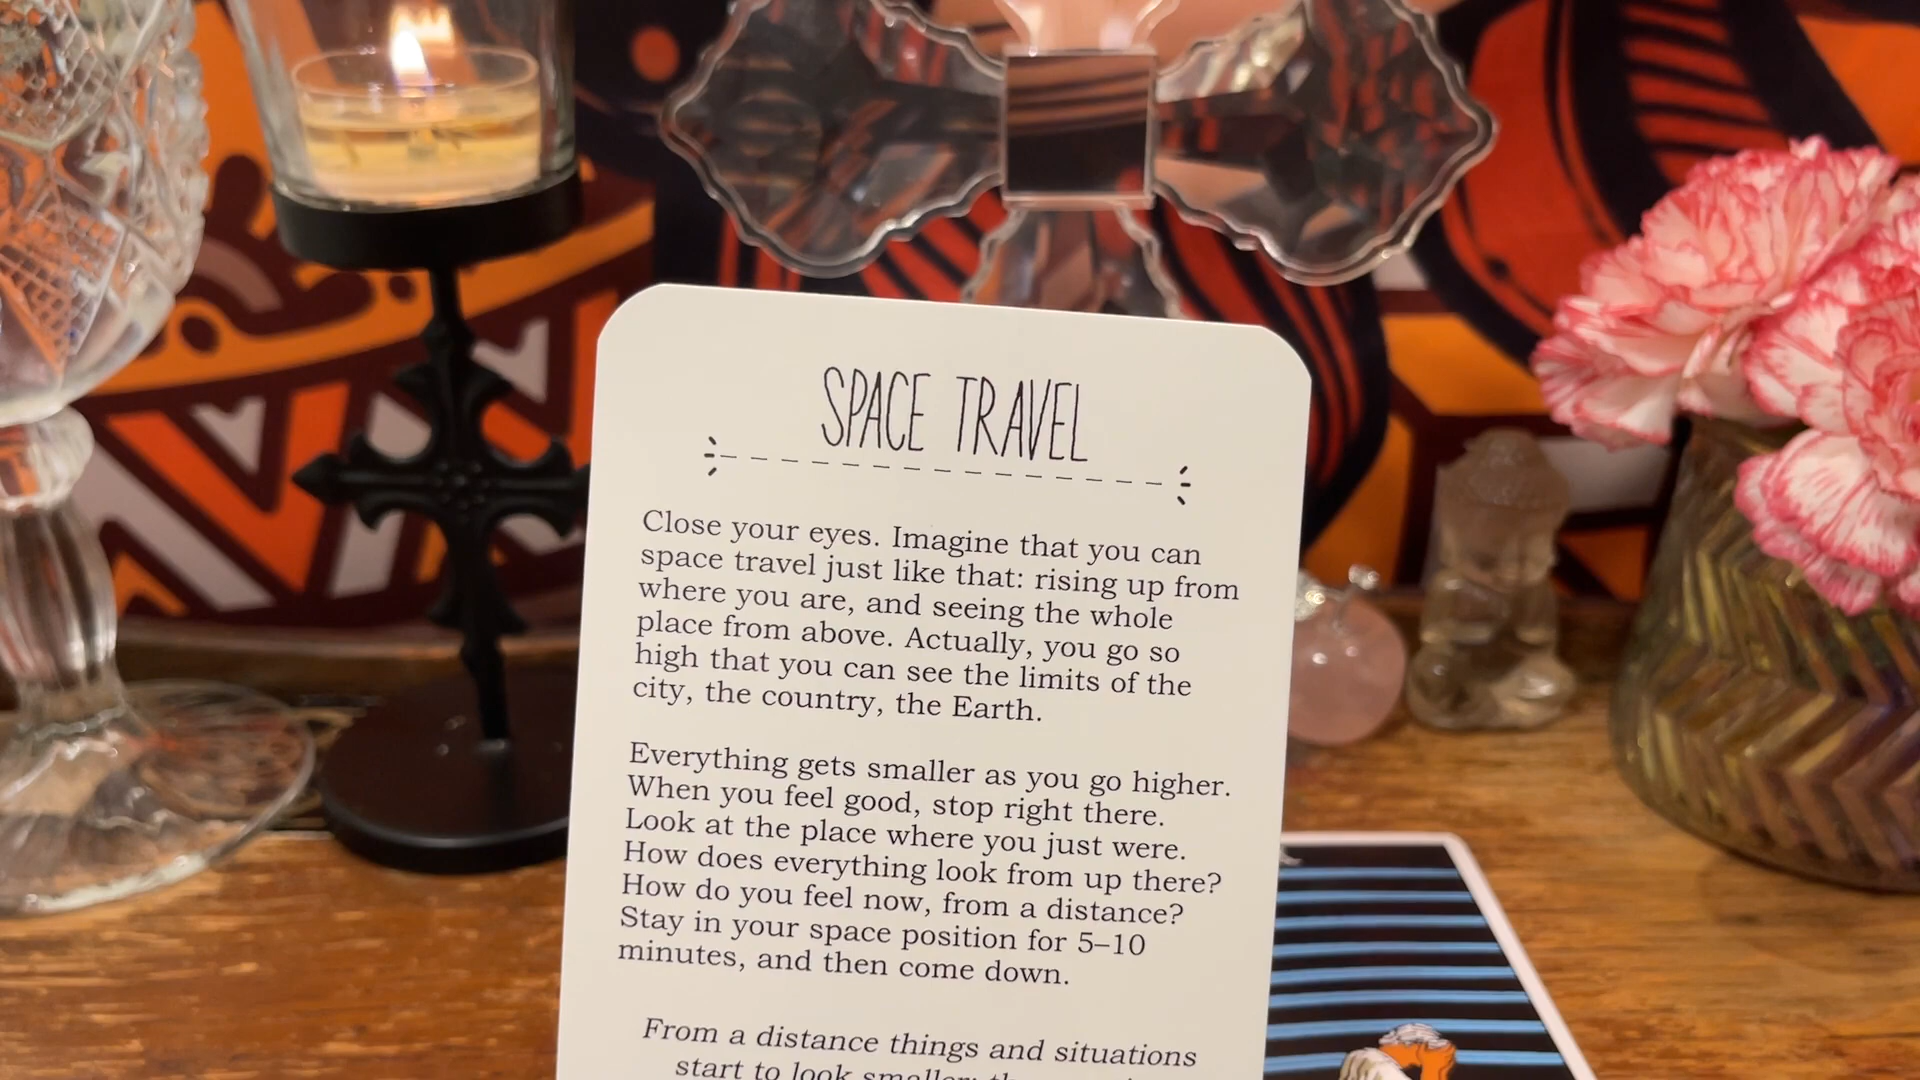 SPACE TRAVEL
Close your eyes. Imagine that you can
space travel just like that: rising up from
where you are, and seeing the whole
place from above. Actually, you go so
high that you can see the limits of the
city, the country, the Earth.
Everything gets smaller as you go higher.
When you feel good, stop right there.
Look at the place where you just were.
How does everything look from up there?
How do you feel now, from a distance?
Stay in your space position for 5–10
minutes, and then come down.
From a distance things and situations
start to look smaller;